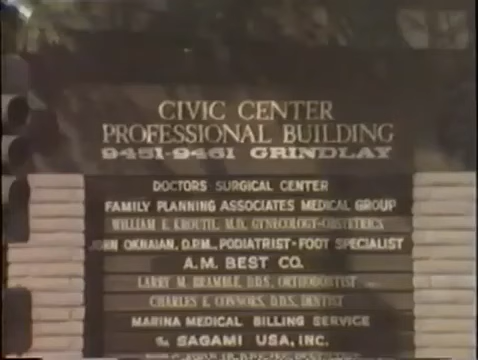 CIVIC CENTER
PROFESSIONAL BUILDING
9451-9461 GRINDLAY
DOCTORS SURGICAL CENTER
FAMILY PLANNING ASSOCIATES MEDICAL GROUP
WILLIAM E. KROUTIL M.D. GYNECOLOGY-OBSTETRICS
JOHN OKHAIAN, D.P.M., PODIATRIST-FOOT SPECIALIST
A.M. BEST CO.
LARRY M. BRAMBLE, D.D.S. ORTHODONTIST
CHARLES E. CONNORS, D.D.S. DENTIST
MARINA MEDICAL BILLING SERVICE
SAGAMI USA, INC.